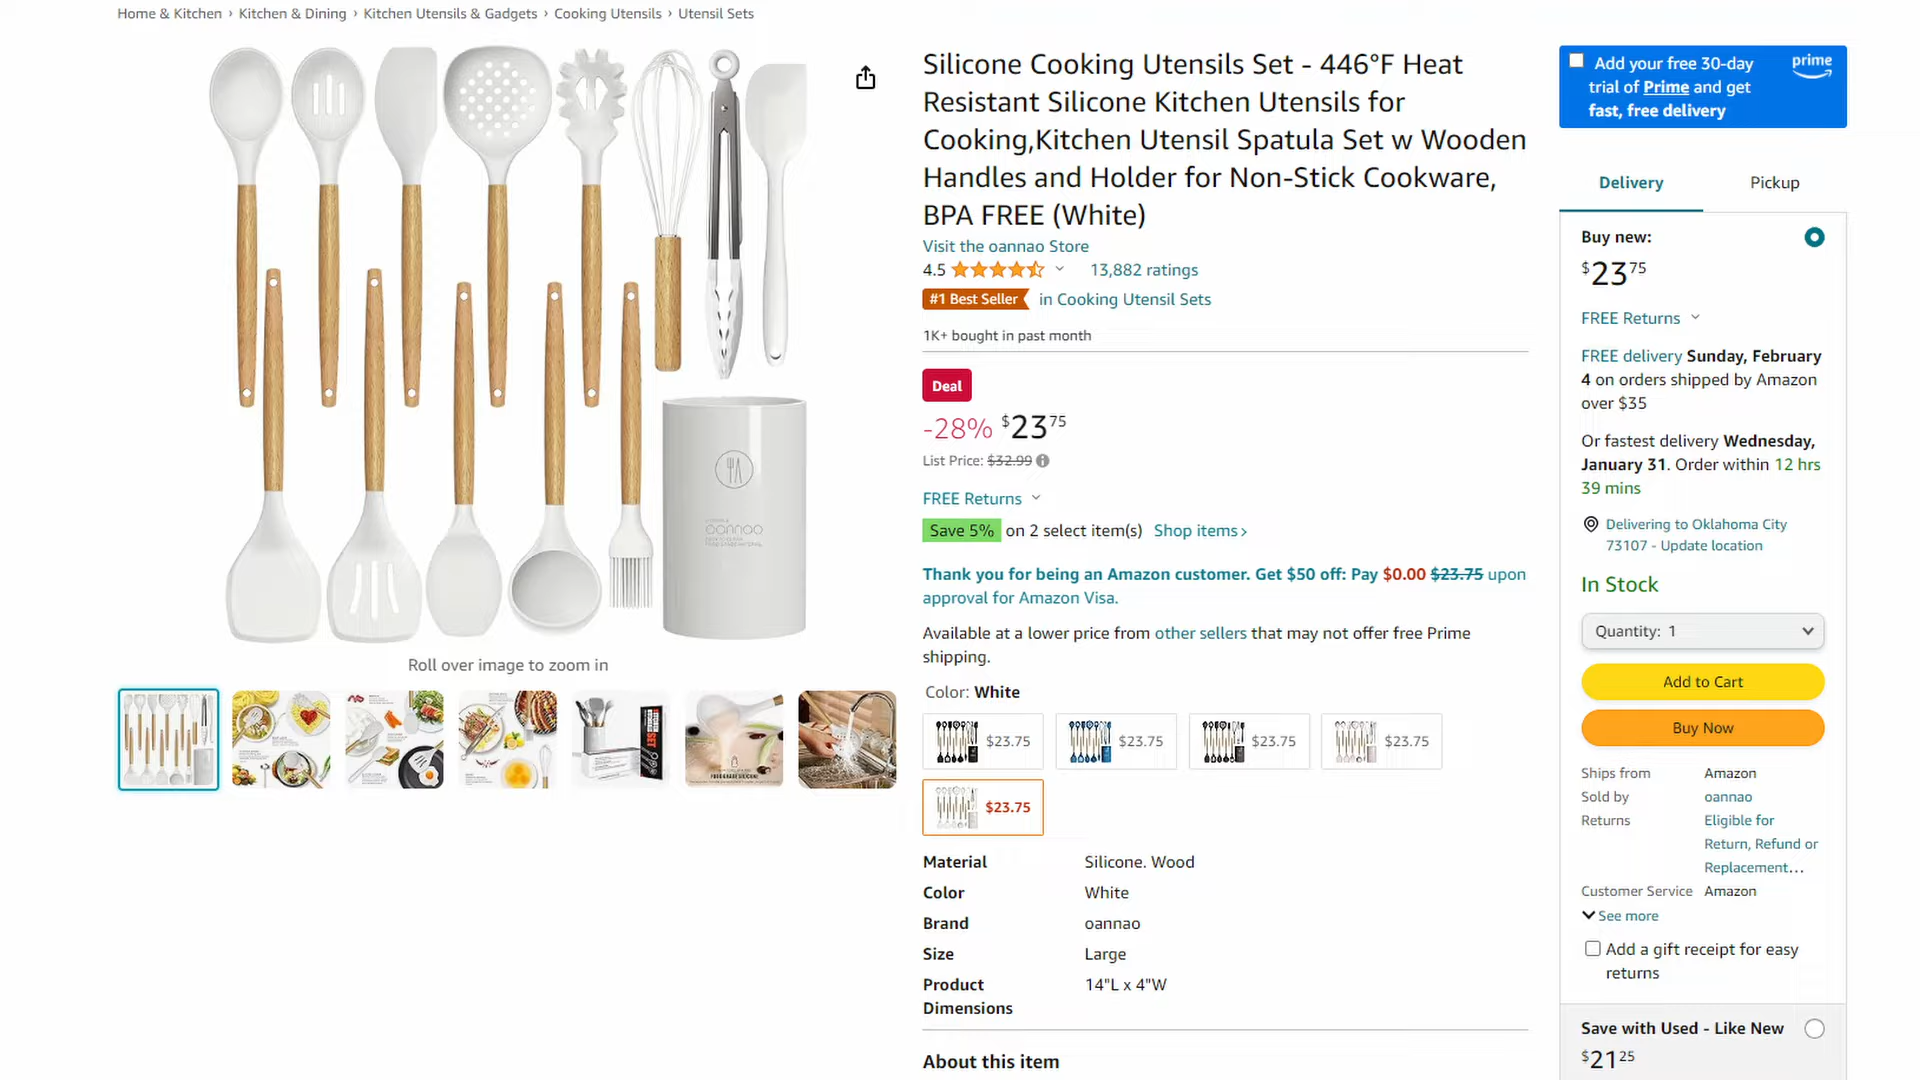 Home & Kitchen › Kitchen & Dining › Kitchen Utensils & Gadgets › Cooking Utensils › Utensil Sets
oannao
Roll over image to zoom in
Silicone Cooking Utensils Set - 446°F Heat
Resistant Silicone Kitchen Utensils for
Cooking,Kitchen Utensil Spatula Set w Wooden
Handles and Holder for Non-Stick Cookware,
BPA FREE (White)
Visit the oannao Store
4.5 13,882 ratings
#1 Best Seller in Cooking Utensil Sets
1K+ bought in past month
Deal
-28% $23 75
List Price: $32.99
FREE Returns
Save 5% on 2 select item(s) Shop items ›
Thank you for being an Amazon customer. Get $50 off: Pay $0.00 $23.75 upon
approval for Amazon Visa.
Available at a lower price from other sellers that may not offer free Prime
shipping.
Color: White
$23.75 $23.75 $23.75 $23.75
$23.75
Material Silicone. Wood
Color White
Brand oannao
Size Large
Product Dimensions 14"L x 4"W
About this item
Add your free 30-day
trial of Prime and get
fast, free delivery
prime
Delivery Pickup
Buy new:
$23 75
FREE Returns
FREE delivery Sunday, February
4 on orders shipped by Amazon
over $35
Or fastest delivery Wednesday,
January 31. Order within 12 hrs
39 mins
Delivering to Oklahoma City
73107 - Update location
In Stock
Quantity: 1
Add to Cart
Buy Now
Ships from Amazon
Sold by oannao
Returns Eligible for
Return, Refund or
Replacement...
Customer Service Amazon
See more
Add a gift receipt for easy
returns
Save with Used - Like New
$21 25